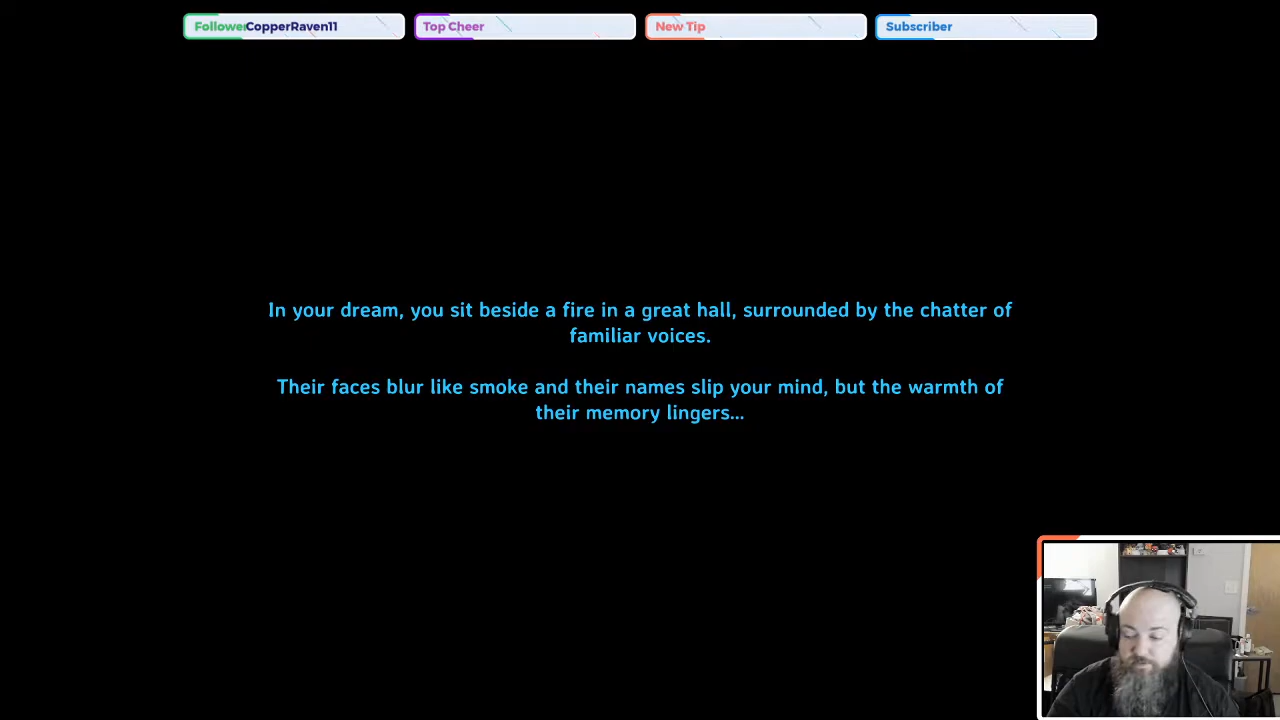 Follower CopperRaven11
Top Cheer
New Tip
Subscriber
In your dream, you sit beside a fire in a great hall, surrounded by the chatter of
familiar voices.
Their faces blur like smoke and their names slip your mind, but the warmth of
their memory lingers...